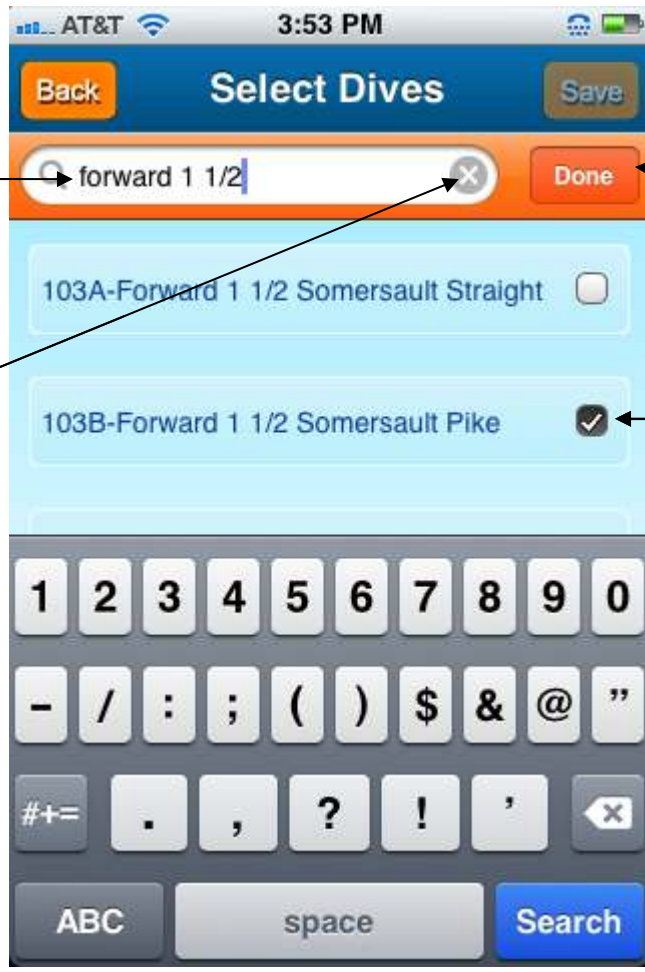 AT&T 3:53 PM
Back Select Dives Save
forward 1 1/2 Done
103A-Forward 1 1/2 Somersault Straight
103B-Forward 1 1/2 Somersault Pike
1 2 3 4 5 6 7 8 9 0
- / : ; ( ) $ & @ "
#+= . , ? ! '
ABC space Search